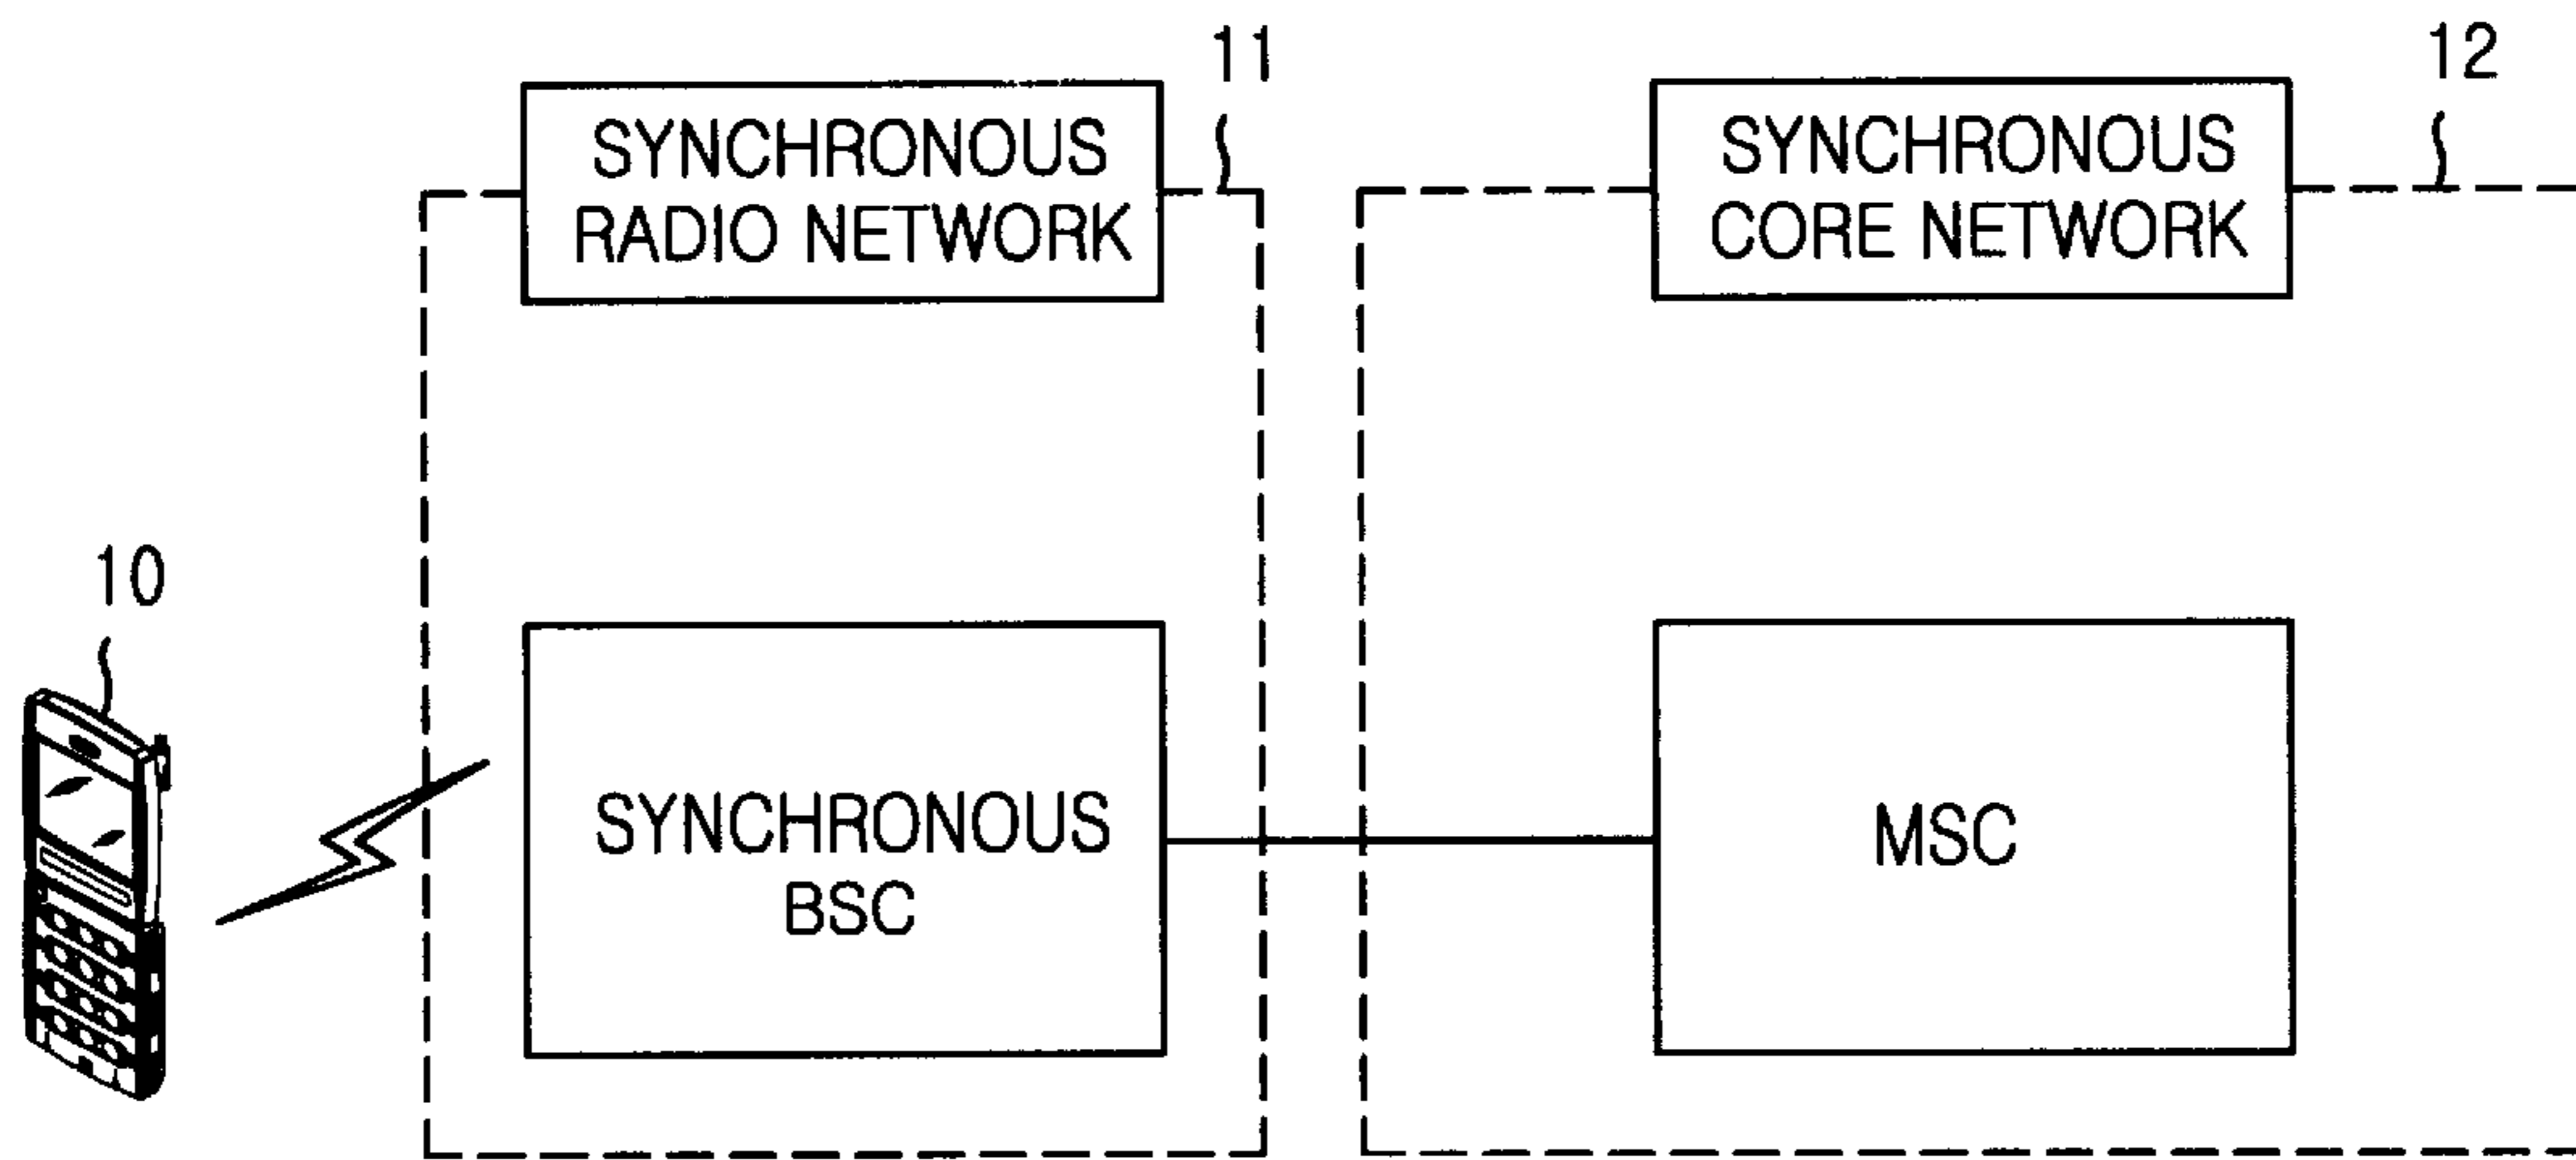 11
12
SYNCHRONOUS
RADIO NETWORK
SYNCHRONOUS
CORE NETWORK
10
SYNCHRONOUS
BSC
MSC